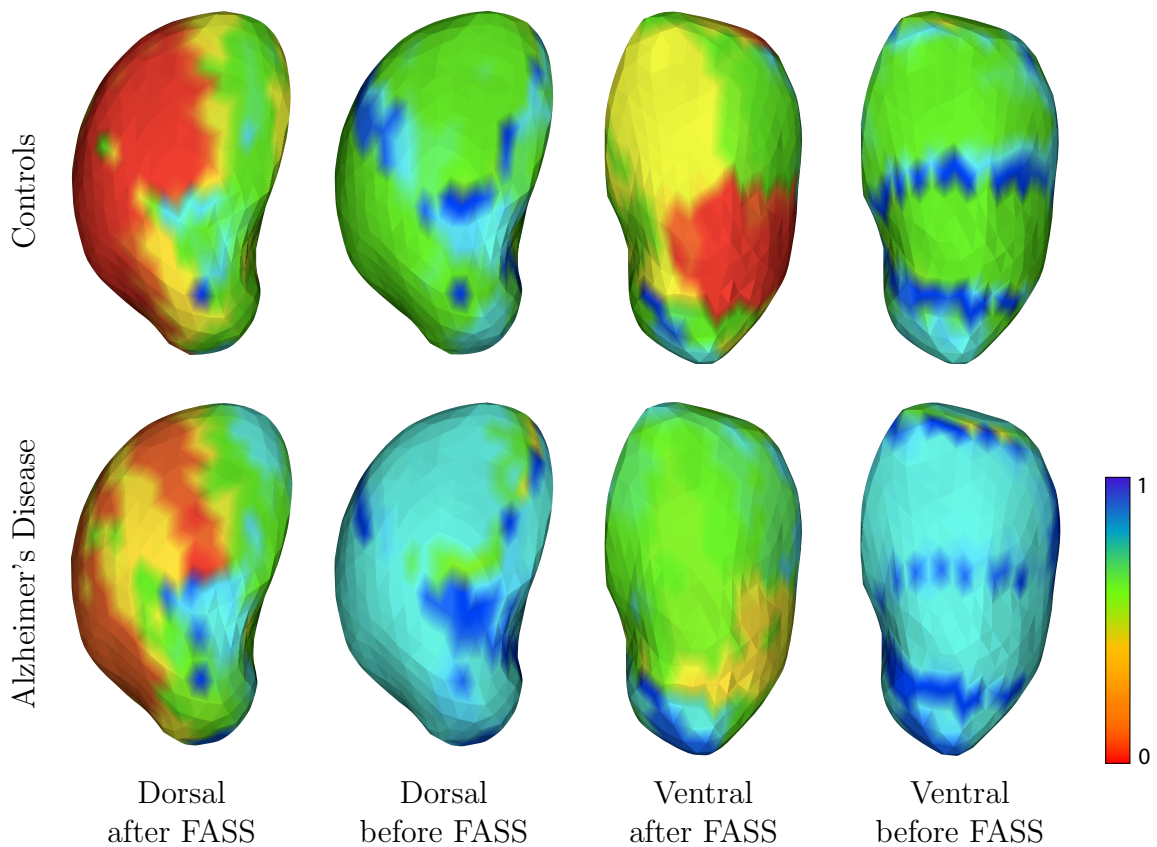 Controls
Alzheimer's Disease
1
0
Dorsal
after FASS
Dorsal
before FASS
Ventral
after FASS
Ventral
before FASS